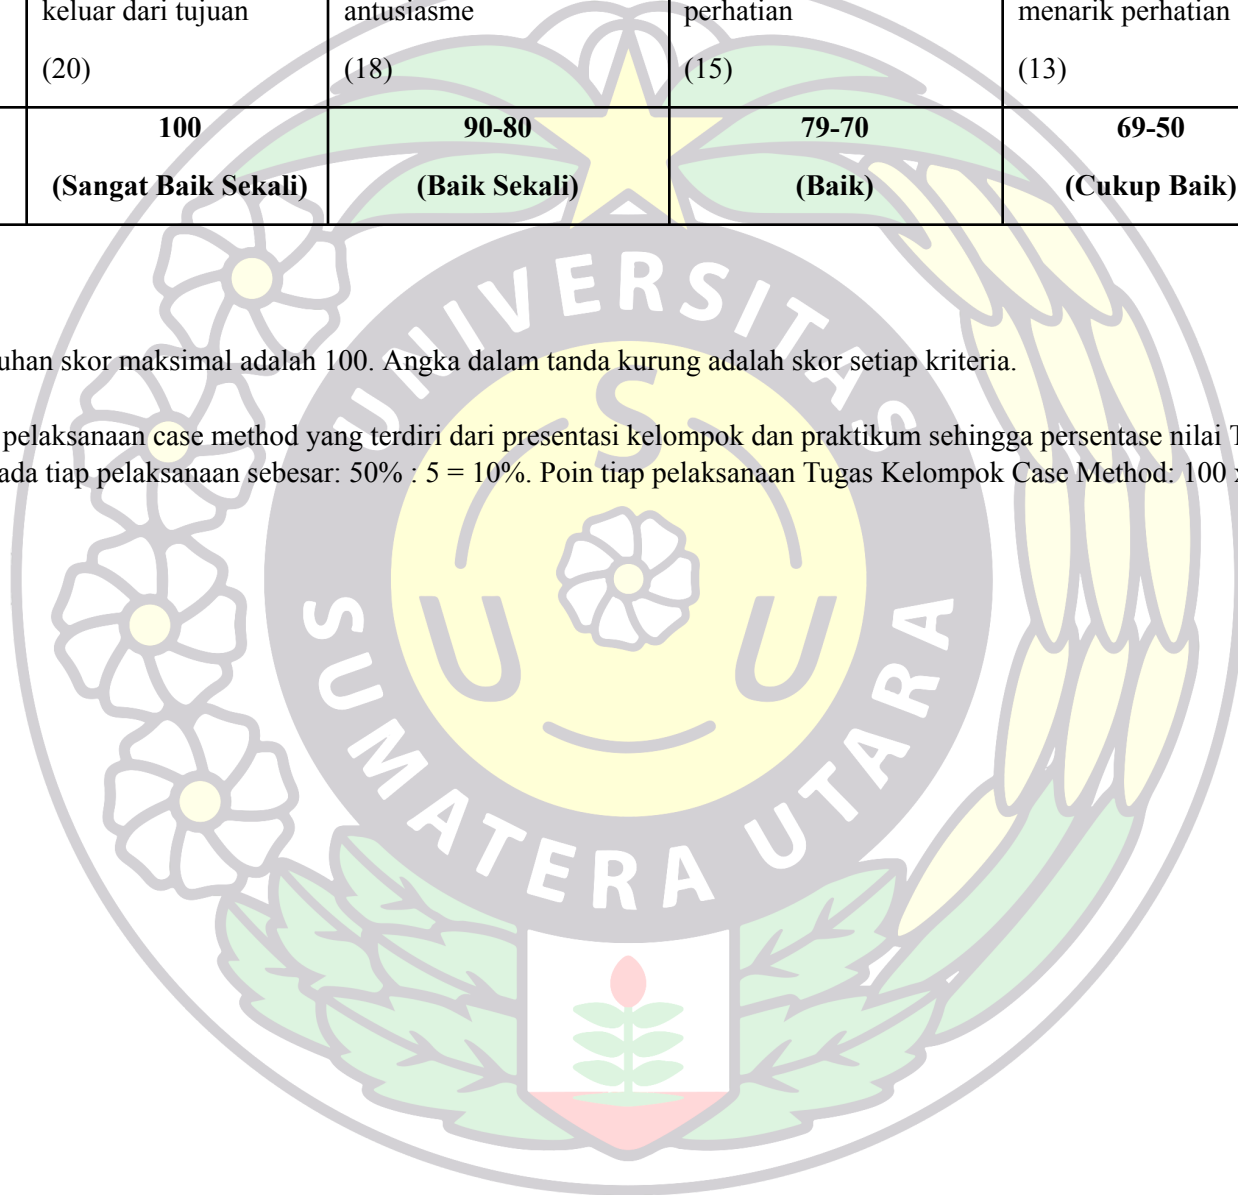 keluar dari tujuan antusiasme perhatian menarik perhatian
(20) (18) (15) (13)
100 90-80 79-70 69-50
(Sangat Baik Sekali) (Baik Sekali) (Baik) (Cukup Baik)
uhan skor maksimal adalah 100. Angka dalam tanda kurung adalah skor setiap kriteria.
pelaksanaan case method yang terdiri dari presentasi kelompok dan praktikum sehingga persentase nilai T
ada tiap pelaksanaan sebesar: 50% : 5 = 10%. Poin tiap pelaksanaan Tugas Kelompok Case Method: 100 x
UNIVERSITAS
S
U U
SUMATERA UTARA